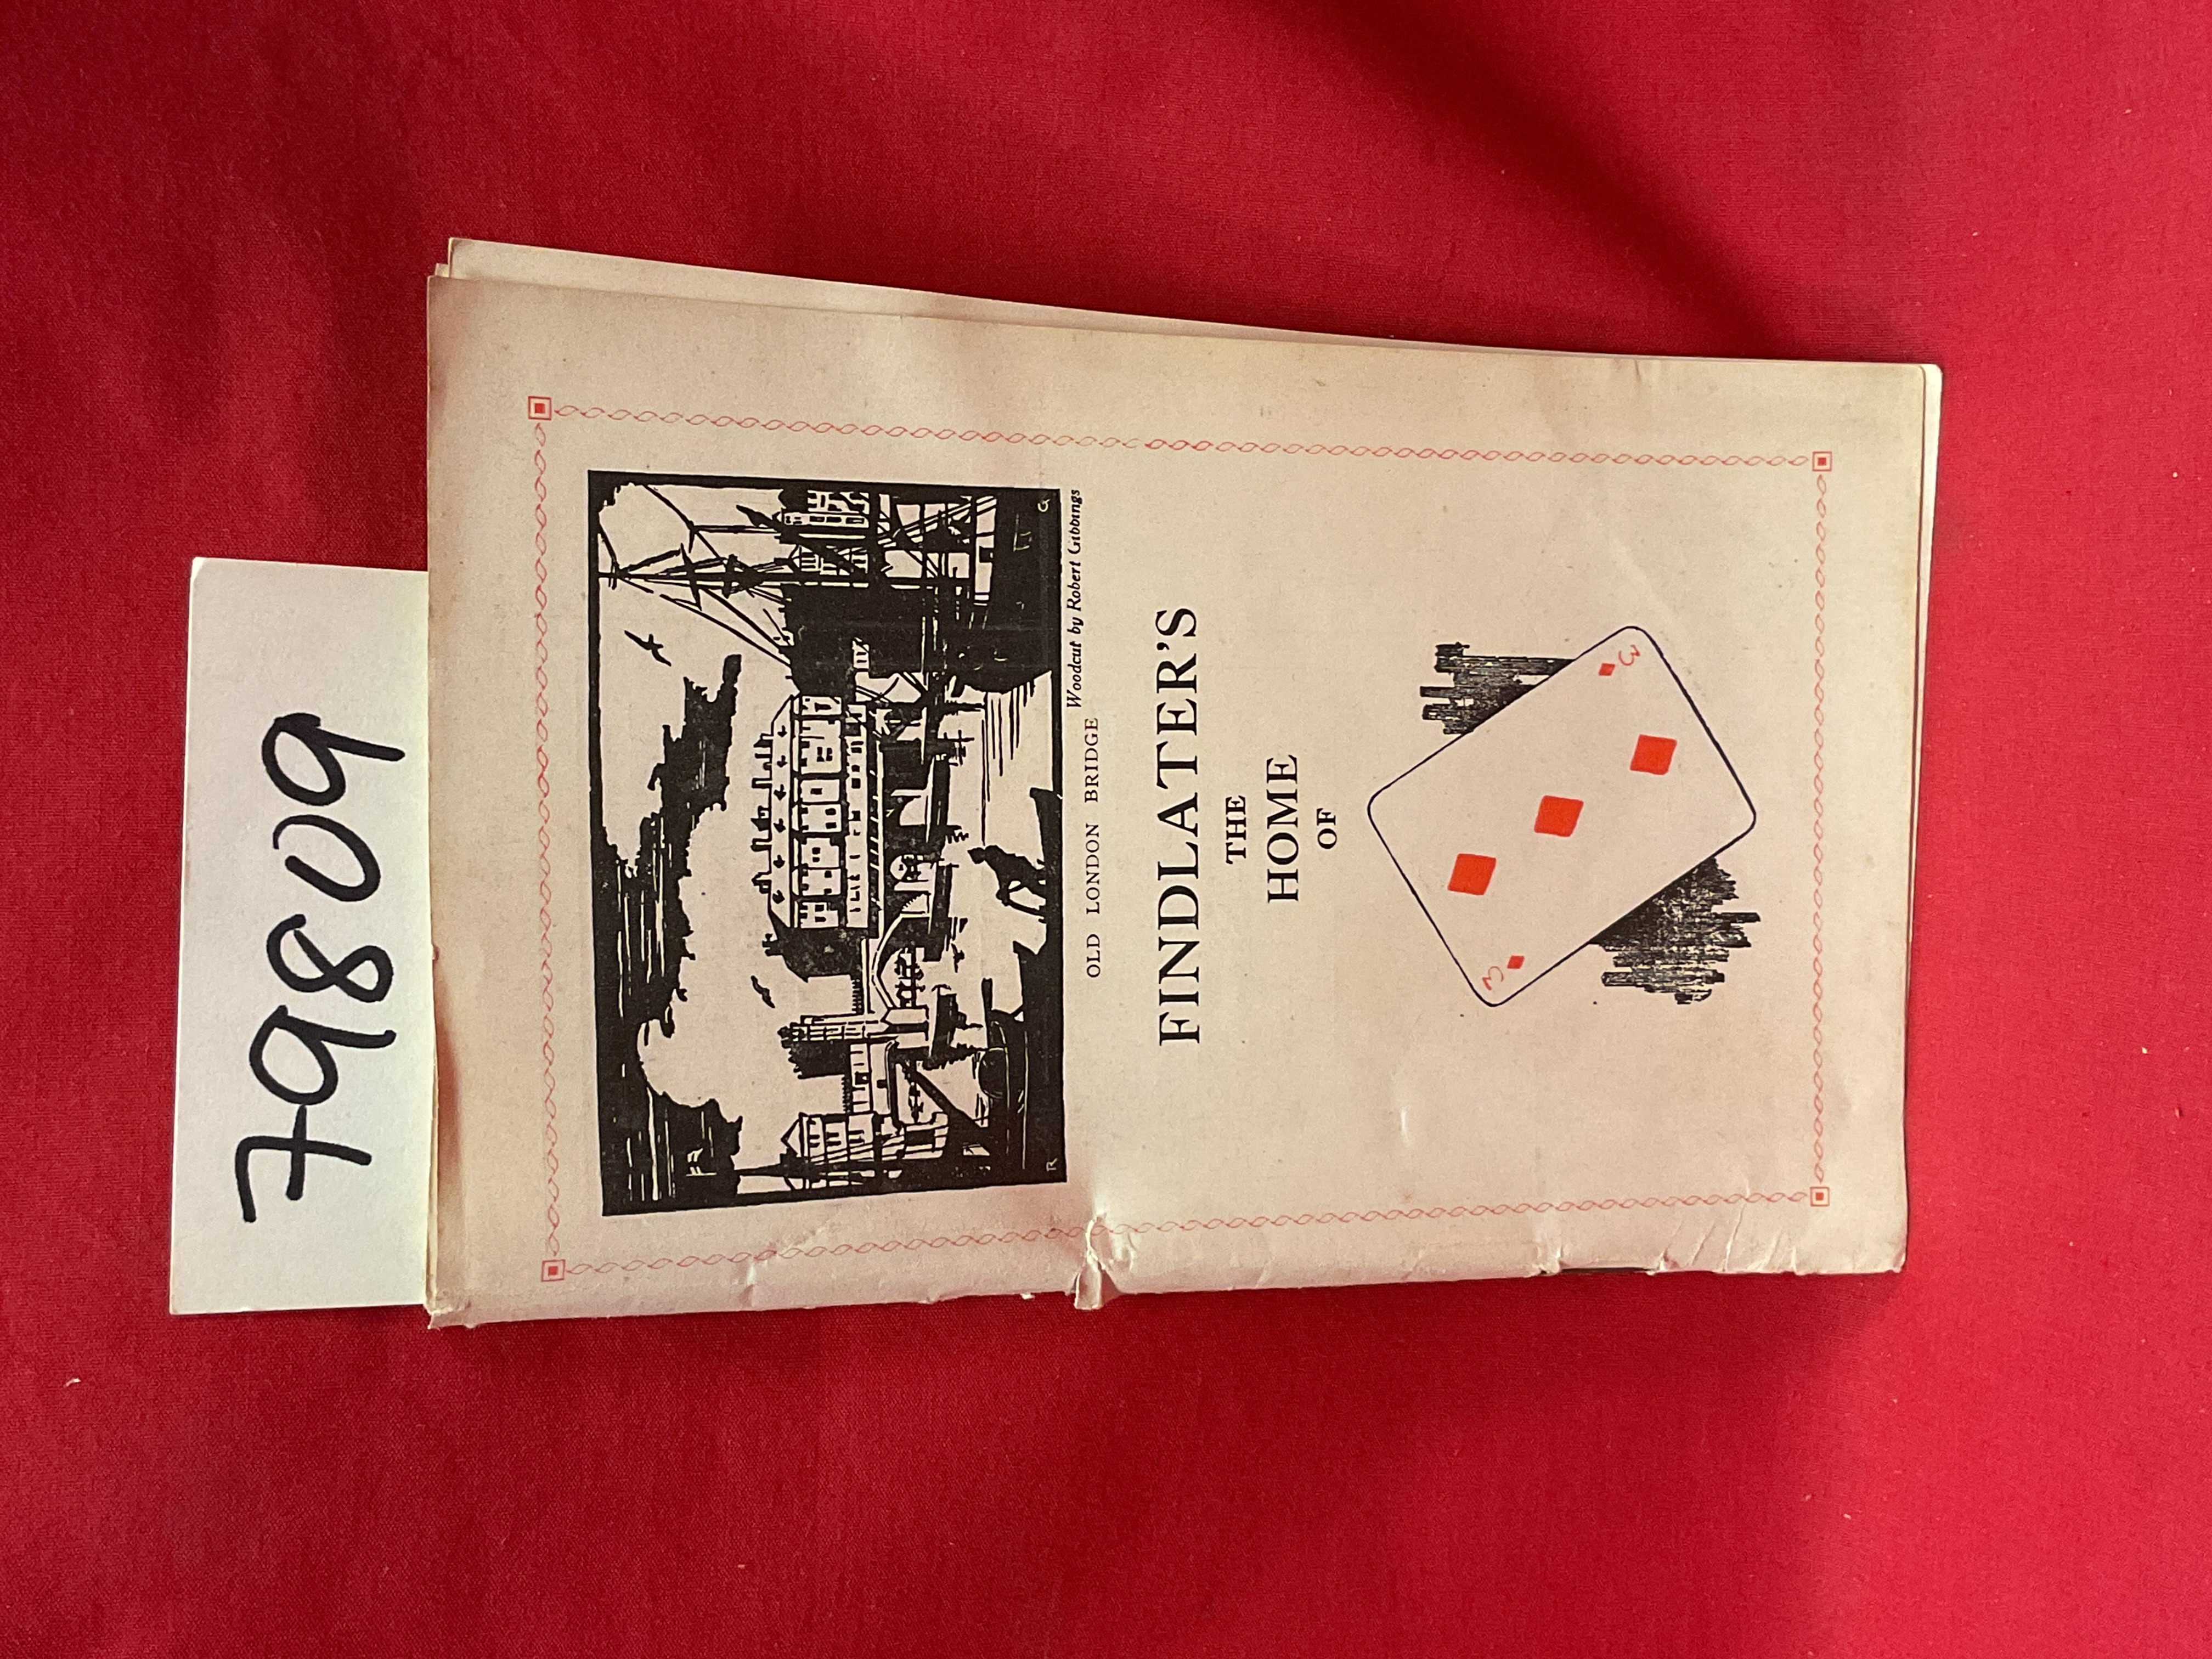 79809
R G
Woodcut by Robert Gibbings
OLD LONDON BRIDGE
FINDLATER'S
THE
HOME
OF
3
3